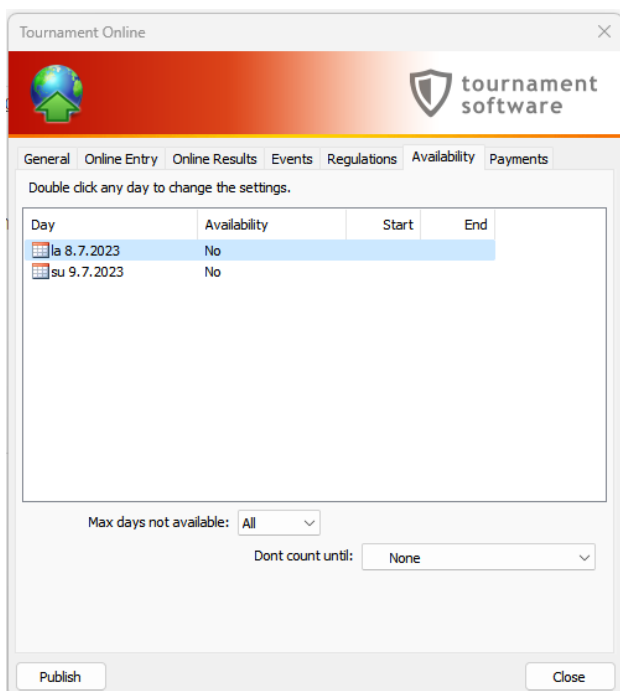 Tournament Online
tournament
software
General Online Entry Online Results Events Regulations Availability Payments
Double click any day to change the settings.
Day Availability Start End
la 8.7.2023 No
su 9.7.2023 No
Max days not available: All
Dont count until: None
Publish Close